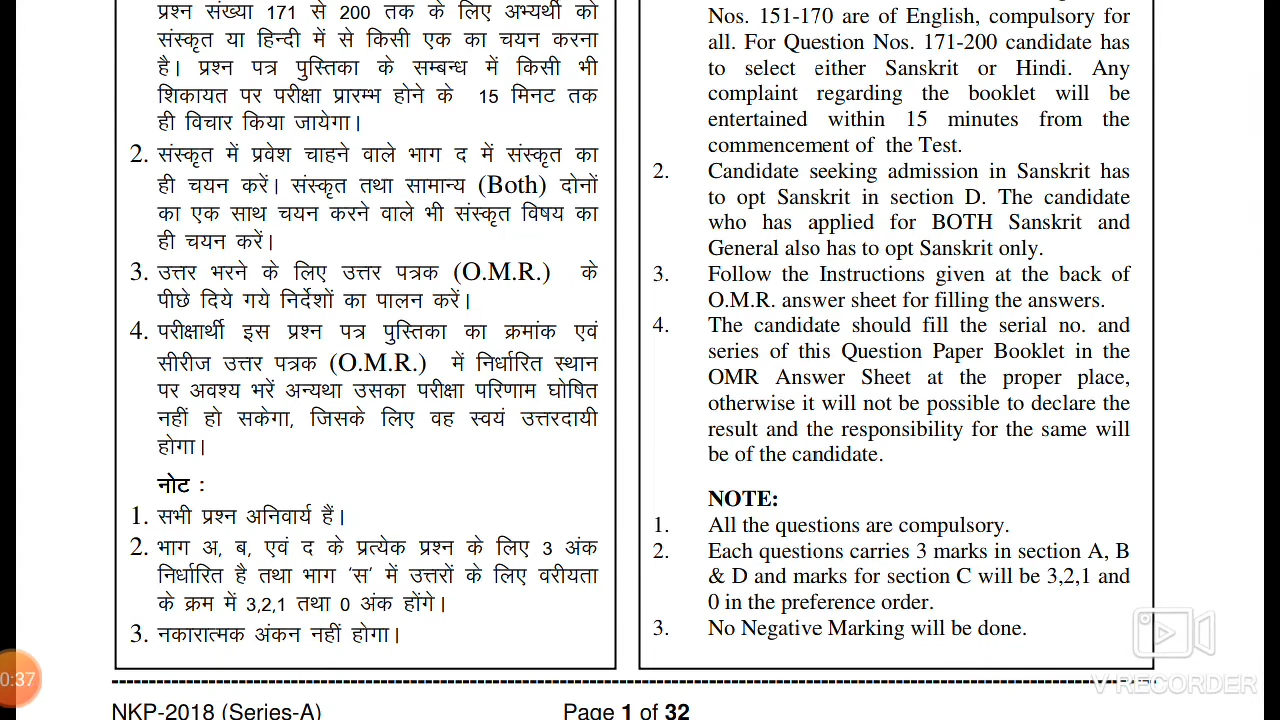 प्रश्न संख्या 171 से 200 तक के लिए अभ्यर्थी को
संस्कृत या हिन्दी में से किसी एक का चयन करना
है। प्रश्न पत्र पुस्तिका के सम्बन्ध में किसी भी
शिकायत पर परीक्षा प्रारम्भ होने के 15 मिनट तक
ही विचार किया जायेगा।
2. संस्कृत में प्रवेश चाहने वाले भाग द में संस्कृत का
ही चयन करें। संस्कृत तथा सामान्य (Both) दोनों
का एक साथ चयन करने वाले भी संस्कृत विषय का
ही चयन करें।
3. उत्तर भरने के लिए उत्तर पत्रक (O.M.R.) के
पीछे दिये गये निर्देशों का पालन करें।
4. परीक्षार्थी इस प्रश्न पत्र पुस्तिका का क्रमांक एवं
सीरीज उत्तर पत्रक (O.M.R.) में निर्धारित स्थान
पर अवश्य भरें अन्यथा उसका परीक्षा परिणाम घोषित
नहीं हो सकेगा, जिसके लिए वह स्वयं उत्तरदायी
होगा।
नोट :
1. सभी प्रश्न अनिवार्य हैं।
2. भाग अ, ब, एवं द के प्रत्येक प्रश्न के लिए 3 अंक
निर्धारित है तथा भाग 'स' में उत्तरों के लिए वरीयता
के क्रम में 3,2,1 तथा 0 अंक होंगे।
3. नकारात्मक अंकन नहीं होगा।
Nos. 151-170 are of English, compulsory for
all. For Question Nos. 171-200 candidate has
to select either Sanskrit or Hindi. Any
complaint regarding the booklet will be
entertained within 15 minutes from the
commencement of the Test.
2. Candidate seeking admission in Sanskrit has
to opt Sanskrit in section D. The candidate
who has applied for BOTH Sanskrit and
General also has to opt Sanskrit only.
3. Follow the Instructions given at the back of
O.M.R. answer sheet for filling the answers.
4. The candidate should fill the serial no. and
series of this Question Paper Booklet in the
OMR Answer Sheet at the proper place,
otherwise it will not be possible to declare the
result and the responsibility for the same will
be of the candidate.
NOTE:
1. All the questions are compulsory.
2. Each questions carries 3 marks in section A, B
& D and marks for section C will be 3,2,1 and
0 in the preference order.
3. No Negative Marking will be done.
0:37
V RECORDER
NKP-2018 (Series-A) Page 1 of 32